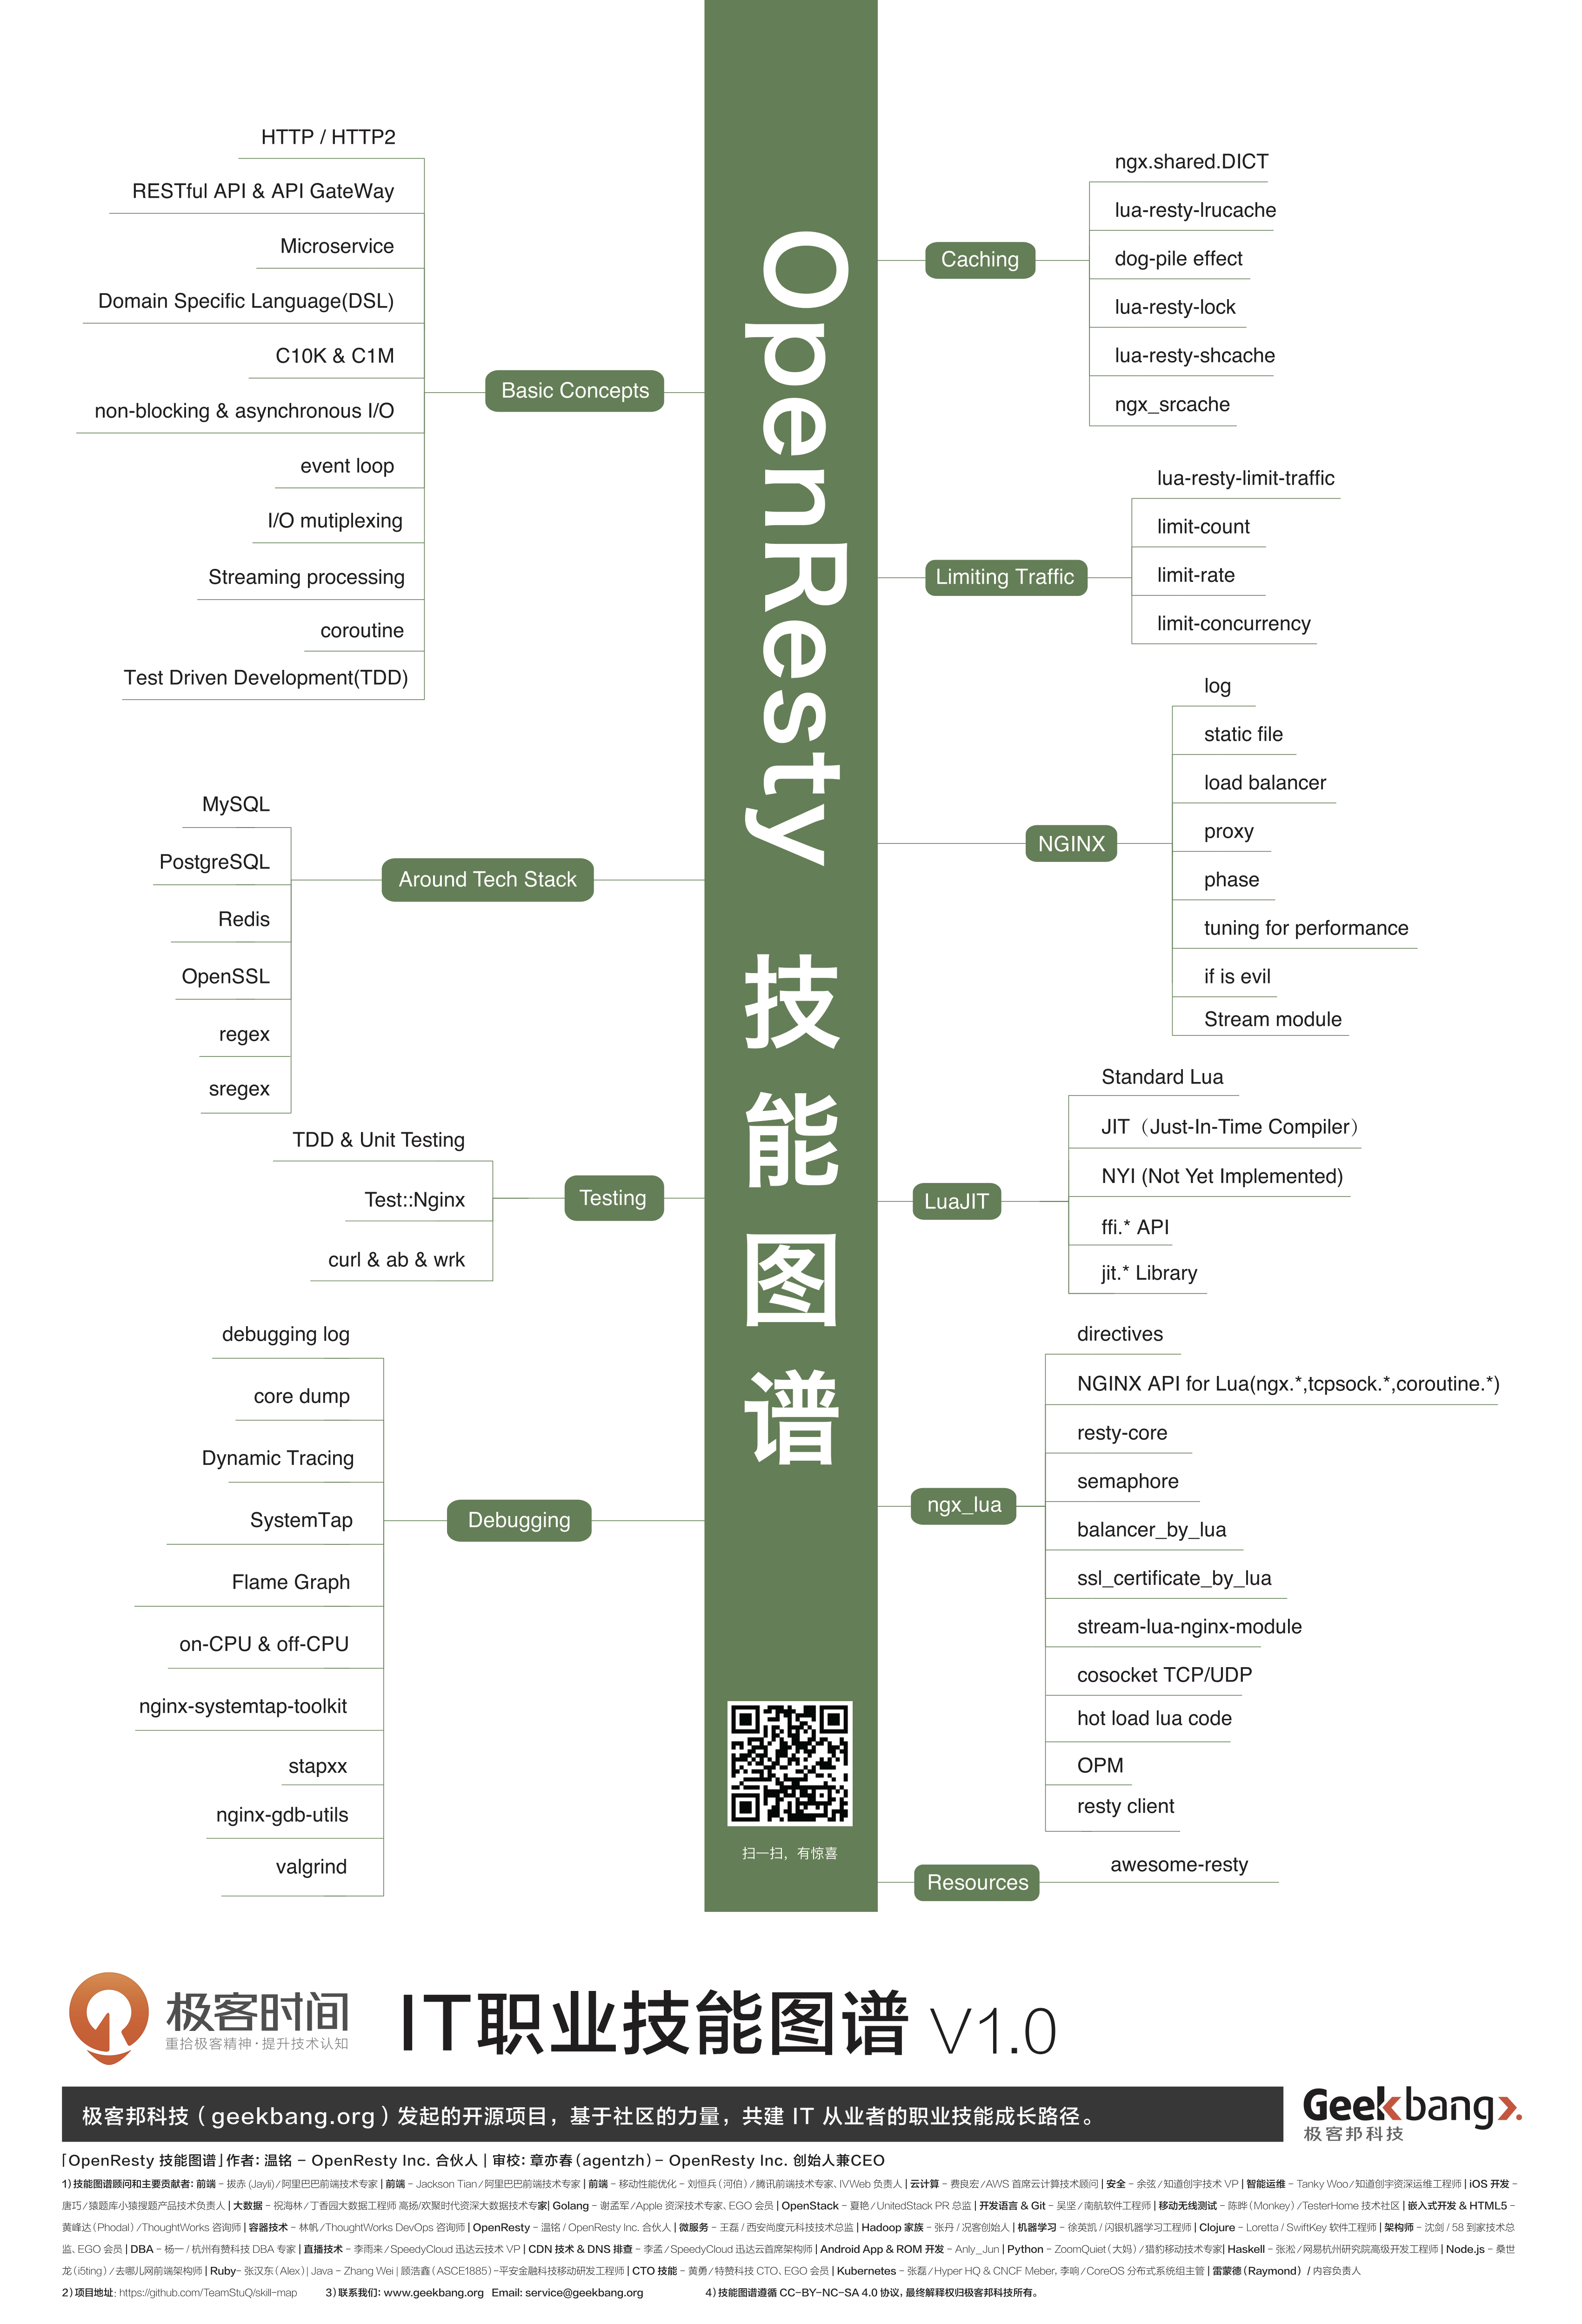 OpenResty 技能图谱
扫一扫，有惊喜
Basic Concepts
HTTP / HTTP2
RESTful API & API GateWay
Microservice
Domain Specific Language(DSL)
C10K & C1M
non-blocking & asynchronous I/O
event loop
I/O mutiplexing
Streaming processing
coroutine
Test Driven Development(TDD)
Around Tech Stack
MySQL
PostgreSQL
Redis
OpenSSL
regex
sregex
Testing
TDD & Unit Testing
Test::Nginx
curl & ab & wrk
Debugging
debugging log
core dump
Dynamic Tracing
SystemTap
Flame Graph
on-CPU & off-CPU
nginx-systemtap-toolkit
stapxx
nginx-gdb-utils
valgrind
Caching
ngx.shared.DICT
lua-resty-lrucache
dog-pile effect
lua-resty-lock
lua-resty-shcache
ngx_srcache
Limiting Traffic
lua-resty-limit-traffic
limit-count
limit-rate
limit-concurrency
NGINX
log
static file
load balancer
proxy
phase
tuning for performance
if is evil
Stream module
LuaJIT
Standard Lua
JIT（Just-In-Time Compiler）
NYI (Not Yet Implemented)
ffi.* API
jit.* Library
ngx_lua
directives
NGINX API for Lua(ngx.*,tcpsock.*,coroutine.*)
resty-core
semaphore
balancer_by_lua
ssl_certificate_by_lua
stream-lua-nginx-module
cosocket TCP/UDP
hot load lua code
OPM
resty client
Resources
awesome-resty
极客时间
重拾极客精神·提升技术认知
IT职业技能图谱 V1.0
极客邦科技（geekbang.org）发起的开源项目，基于社区的力量，共建 IT 从业者的职业技能成长路径。
Geekbang
极客邦科技
「OpenResty 技能图谱」作者：温铭 - OpenResty Inc. 合伙人 | 审校：章亦春（agentzh）- OpenResty Inc. 创始人兼CEO
1）技能图谱顾问和主要贡献者：前端 - 拔赤 (Jayli) / 阿里巴巴前端技术专家 | 前端 - Jackson Tian / 阿里巴巴前端技术专家 | 前端 - 移动性能优化 - 刘恒兵（河伯）/ 腾讯前端技术专家、IVWeb 负责人 | 云计算 - 费良宏 / AWS 首席云计算技术顾问 | 安全 - 余弦 / 知道创宇技术 VP | 智能运维 - Tanky Woo / 知道创宇资深运维工程师 | iOS 开发 -
唐巧 / 猿题库小猿搜题产品技术负责人 | 大数据 - 祝海林 / 丁香园大数据工程师 高扬/欢聚时代资深大数据技术专家| Golang - 谢孟军 / Apple 资深技术专家、EGO 会员 | OpenStack - 夏艳 / UnitedStack PR 总监 | 开发语言 & Git - 吴坚 / 南航软件工程师 | 移动无线测试 - 陈晔（Monkey）/ TesterHome 技术社区 | 嵌入式开发 & HTML5 -
黄峰达（Phodal）/ ThoughtWorks 咨询师 | 容器技术 - 林帆 / ThoughtWorks DevOps 咨询师 | OpenResty - 温铭 / OpenResty Inc. 合伙人 | 微服务 - 王磊 / 西安尚度元科技技术总监 | Hadoop 家族 - 张丹 / 况客创始人 | 机器学习 - 徐英凯 / 闪银机器学习工程师 | Clojure - Loretta / SwiftKey 软件工程师 | 架构师 - 沈剑 / 58 到家技术总
监、EGO 会员 | DBA - 杨一 / 杭州有赞科技 DBA 专家 | 直播技术 - 李雨来 / SpeedyCloud 迅达云技术 VP | CDN 技术 & DNS 排查 - 李孟 / SpeedyCloud 迅达云首席架构师 | Android App & ROM 开发 - Anly_Jun | Python - ZoomQuiet（大妈）/ 猎豹移动技术专家| Haskell - 张淞 / 网易杭州研究院高级开发工程师 | Node.js - 桑世
龙（i5ting）/ 去哪儿网前端架构师 | Ruby- 张汉东（Alex）| Java - Zhang Wei | 顾浩鑫（ASCE1885）-平安金融科技移动研发工程师 | CTO 技能 - 黄勇 / 特赞科技 CTO、EGO 会员 | Kubernetes - 张磊 / Hyper HQ & CNCF Meber，李响 / CoreOS 分布式系统组主管 | 雷蒙德（Raymond） / 内容负责人
2）项目地址: https://github.com/TeamStuQ/skill-map 3）联系我们: www.geekbang.org Email: service@geekbang.org 4）技能图谱遵循 CC-BY-NC-SA 4.0 协议，最终解释权归极客邦科技所有。